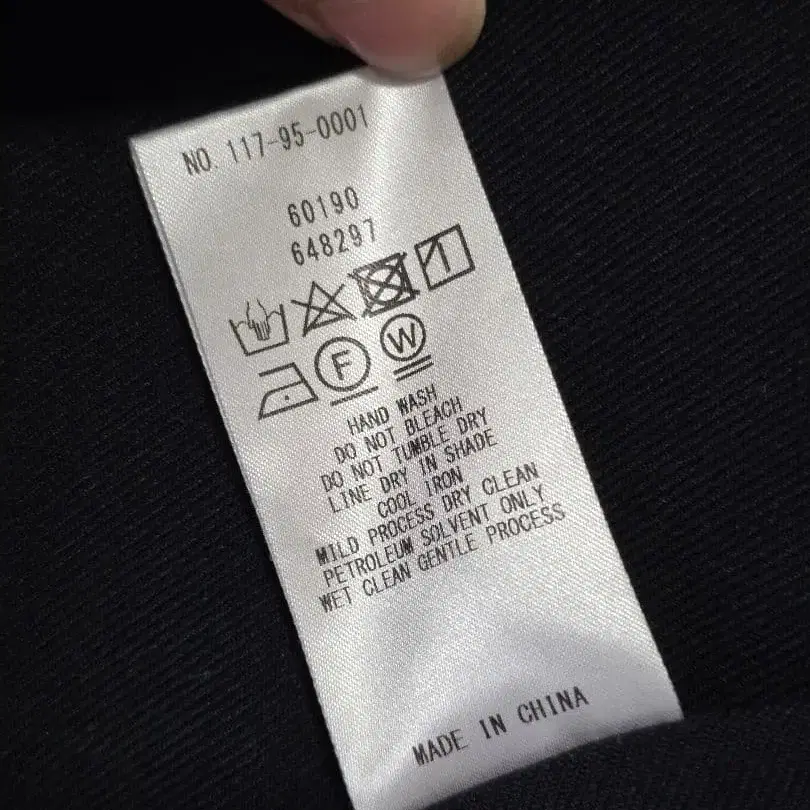 NO. 117-95-0001
60190
648297
F W
HAND WASH
DO NOT BLEACH
DO NOT TUMBLE DRY
LINE DRY IN SHADE
COOL IRON
MILD PROCESS DRY CLEAN
PETROLEUM SOLVENT ONLY
WET CLEAN GENTLE PROCESS
MADE IN CHINA